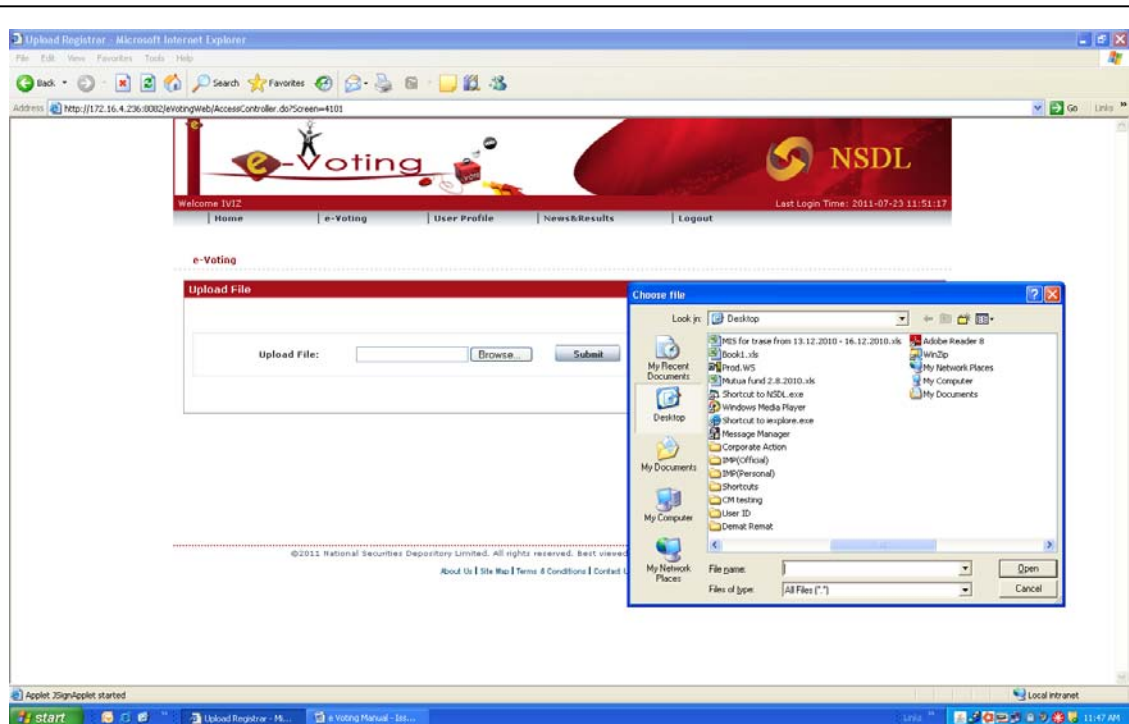 Upload Registrar - Microsoft Internet Explorer
File Edit View Favorites Tools Help
Back Search Favorites
Address http://172.16.4.236:8082/eVotingWeb/AccessController.do?Screen=4101 Go Links »
e-Voting NSDL
Welcome IVIZ Last Login Time: 2011-07-23 11:51:17
Home e-Voting User Profile News&Results Logout
e-Voting
Upload File
Upload File: Browse... Submit
Choose file
Look in: Desktop
My Recent Documents
Desktop
My Documents
My Computer
My Network Places
MIS for trase from 13.12.2010 - 16.12.2010.xls
Book1.xls
Prod.WS
Mutua fund 2.8.2010.xls
Shortcut to NSDL.exe
Windows Media Player
Shortcut to iexplore.exe
Message Manager
Corporate Action
IMP(Official)
IMP(Personal)
Shortcuts
CM testing
User ID
Demat Remat
Adobe Reader 8
WinZip
My Network Places
My Computer
My Documents
File name: Open
Files of type: All Files (*.*) Cancel
©2011 National Securities Depository Limited. All rights reserved. Best viewed
About Us | Site Map | Terms & Conditions | Contact U
Applet JSignApplet started Local intranet
start Upload Registrar - Mi... e Voting Manual - Iss... Links » 11:47 AM